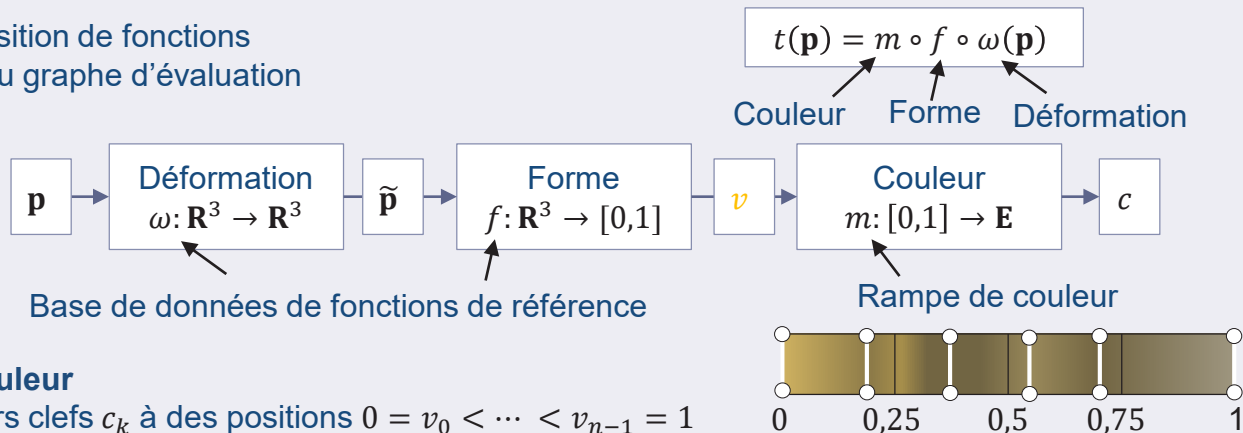 sition de fonctions
u graphe d'évaluation
t(𝐩) = m ∘ f ∘ ω(𝐩)
Couleur Forme Déformation
𝐩
Déformation
ω: 𝐑³ → 𝐑³
𝐩̃
Forme
f: 𝐑³ → [0,1]
v
Couleur
m: [0,1] → 𝐄
c
Base de données de fonctions de référence
Rampe de couleur
uleur
rs clefs cₖ à des positions 0 = v₀ < ⋯ < vₙ₋₁ = 1
0 0,25 0,5 0,75 1